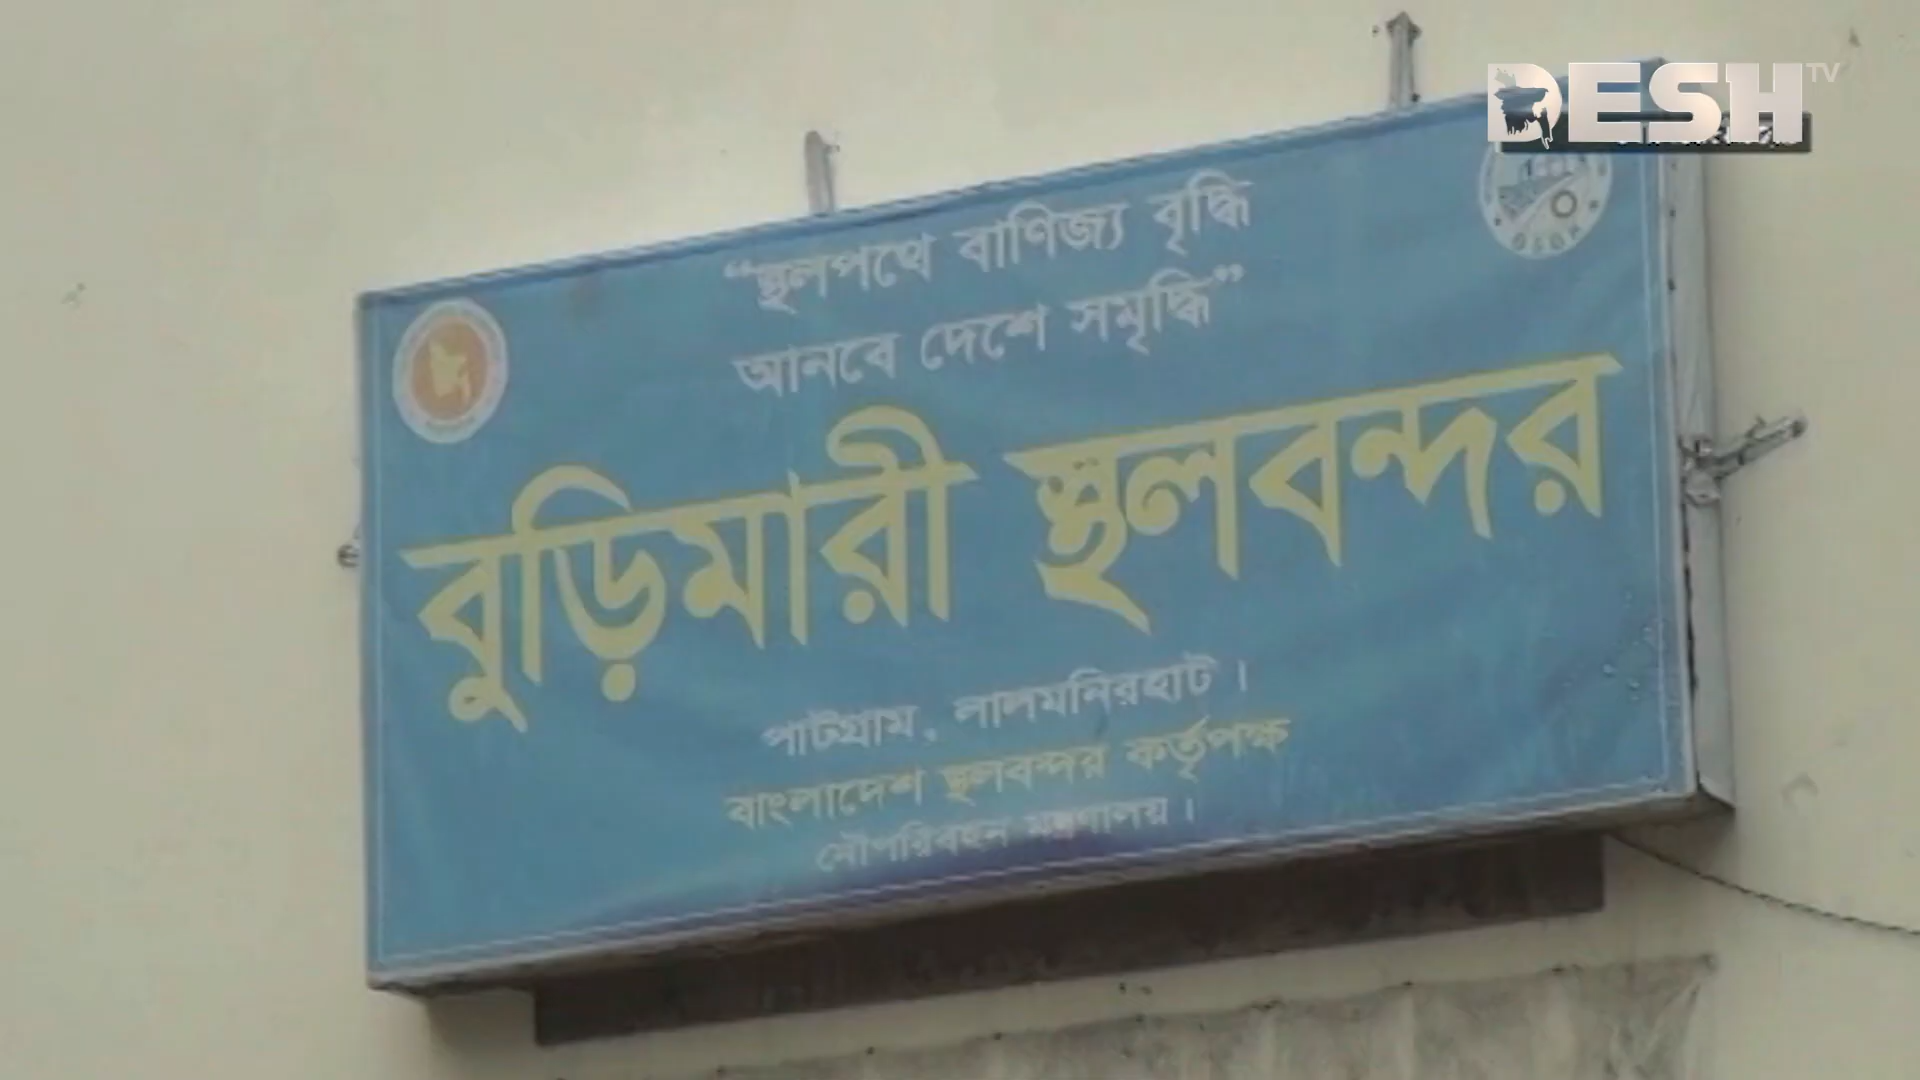 DESH TV
“স্থলপথে বাণিজ্য বৃদ্ধি
আনবে দেশে সমৃদ্ধি”
বুড়িমারী স্থলবন্দর
পাটগ্রাম, লালমনিরহাট।
বাংলাদেশ স্থলবন্দর কর্তৃপক্ষ
নৌপরিবহন মন্ত্রণালয়।